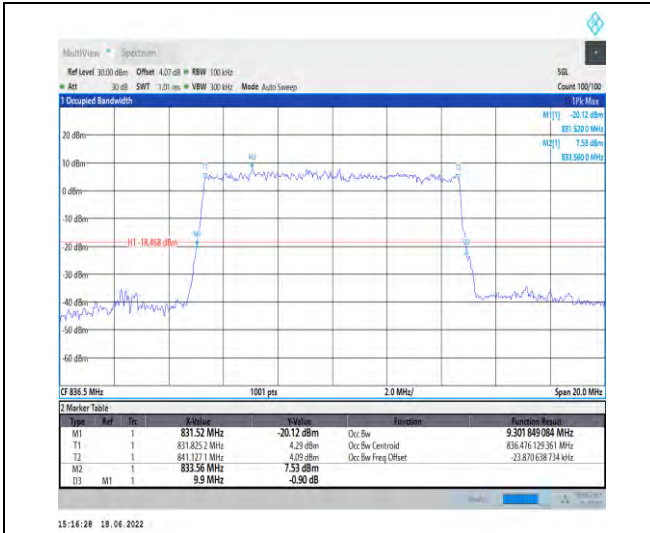 MultiView Spectrum
Ref Level 30.00 dBm Offset 4.07 dB RBW 100 kHz SGL
Att 30 dB SWT 1.01 ms VBW 300 kHz Mode Auto Sweep Count 100/100
1 Occupied Bandwidth 1Pk Max
M1[1] -20.12 dBm
831.520 0 MHz
M2[1] 7.53 dBm
833.560 0 MHz
20 dBm
10 dBm
T1 M2 T2
0 dBm
-10 dBm
H1 -18.468 dBm
-20 dBm
-30 dBm
-40 dBm
-50 dBm
-60 dBm
CF 836.5 MHz 1001 pts 2.0 MHz/ Span 20.0 MHz
2 Marker Table
Type Ref Trc X-Value Y-Value Function Function Result
M1 1 831.52 MHz -20.12 dBm Occ Bw 9.301 849 084 MHz
T1 1 831.825 2 MHz 4.29 dBm Occ Bw Centroid 836.476 129 361 MHz
T2 1 841.127 1 MHz 4.09 dBm Occ Bw Freq Offset -23.870 638 734 kHz
M2 1 833.56 MHz 7.53 dBm
D3 M1 1 9.9 MHz -0.90 dB
15:16:28 18.06.2022